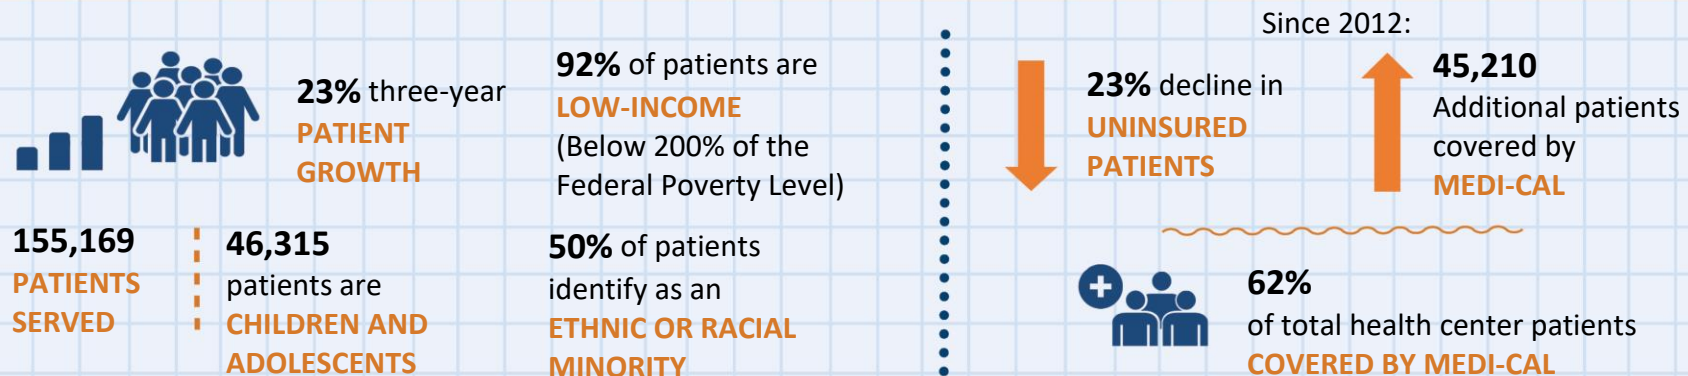 23% three-year
PATIENT
GROWTH
92% of patients are
LOW-INCOME
(Below 200% of the
Federal Poverty Level)
155,169
PATIENTS
SERVED
46,315
patients are
CHILDREN AND
ADOLESCENTS
50% of patients
identify as an
ETHNIC OR RACIAL
MINORITY
Since 2012:
23% decline in
UNINSURED
PATIENTS
45,210
Additional patients
covered by
MEDI-CAL
62%
of total health center patients
COVERED BY MEDI-CAL